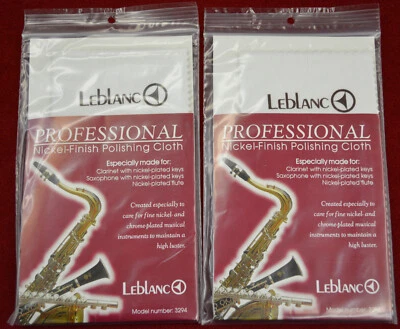 LEBLANC
PROFESSIONAL
Nickel-Finish Polishing Cloth
Especially made for:
Clarinet with nickel-plated keys
Saxophone with nickel-plated keys
Nickel-plated flute
Created especially to
care for fine nickel- and
chrome-plated musical
instruments to maintain a
high luster.
LEBLANC
Model number: 3294
LEBLANC
PROFESSIONAL
Nickel-Finish Polishing Cloth
Especially made for:
Clarinet with nickel-plated keys
Saxophone with nickel-plated keys
Nickel-plated flute
Created especially to
care for fine nickel- and
chrome-plated musical
instruments to maintain a
high luster.
LEBLANC
Model number: